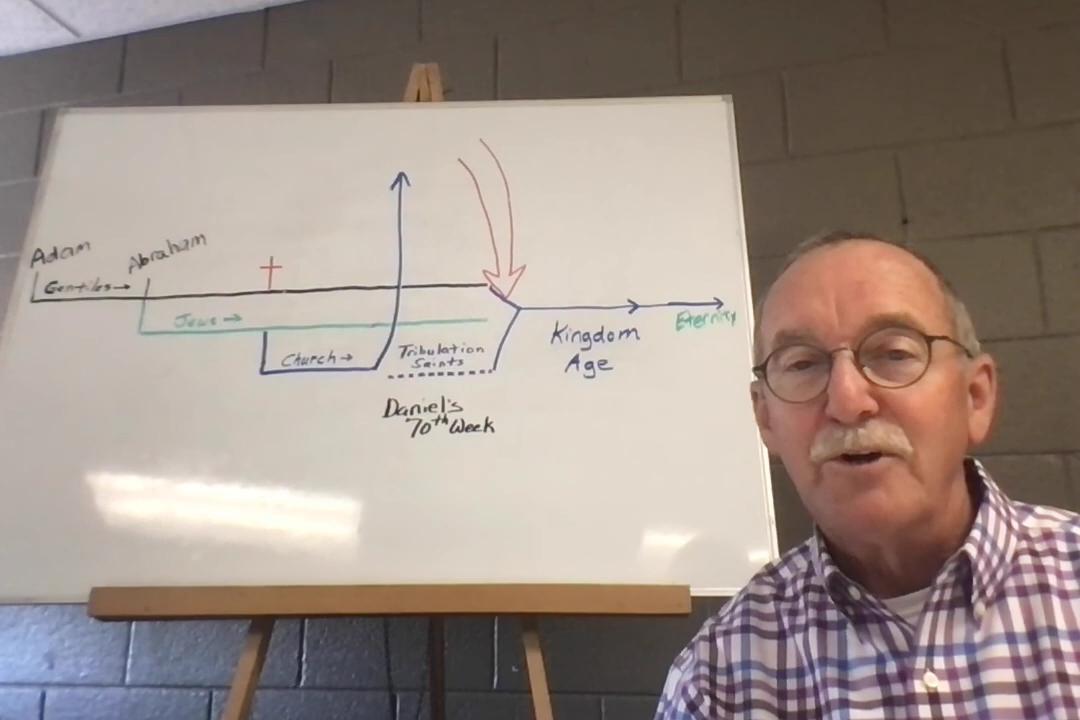 Adam
Abraham
Gentiles →
Jews →
Church →
Tribulation
Saints
Daniel's
70th Week
Kingdom
Age
Eternity